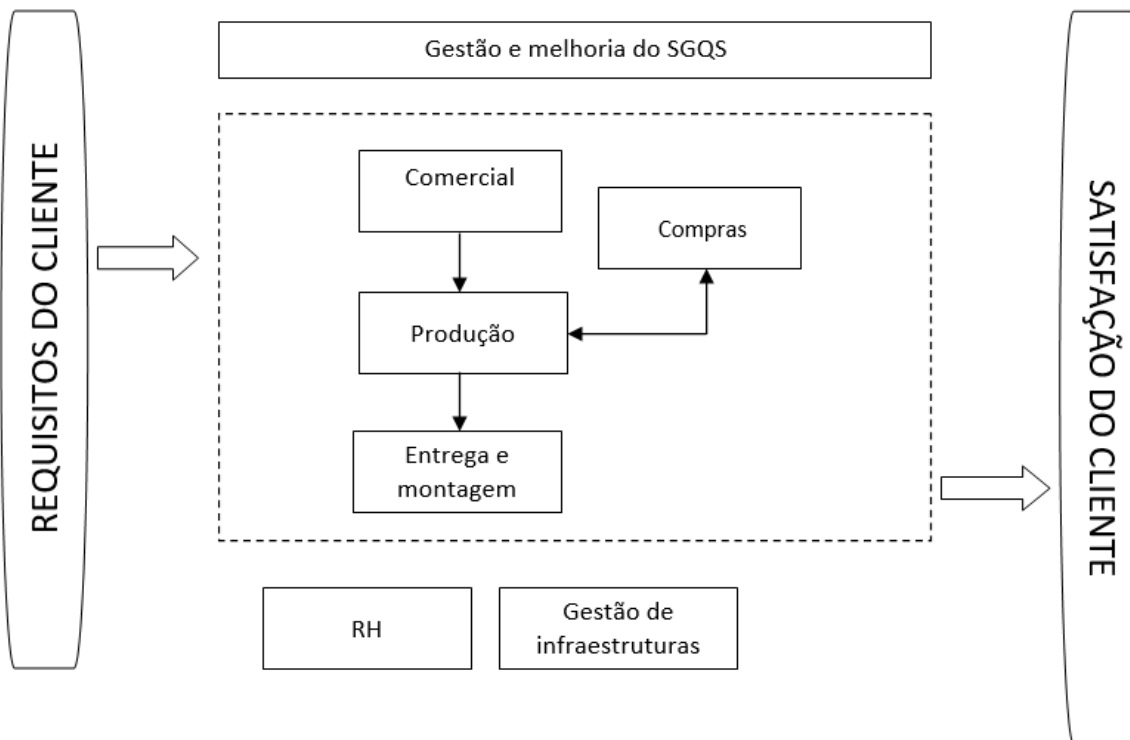 REQUISITOS DO CLIENTE
Gestão e melhoria do SGQS
Comercial
Compras
Produção
Entrega e
montagem
RH
Gestão de
infraestruturas
SATISFAÇÃO DO CLIENTE